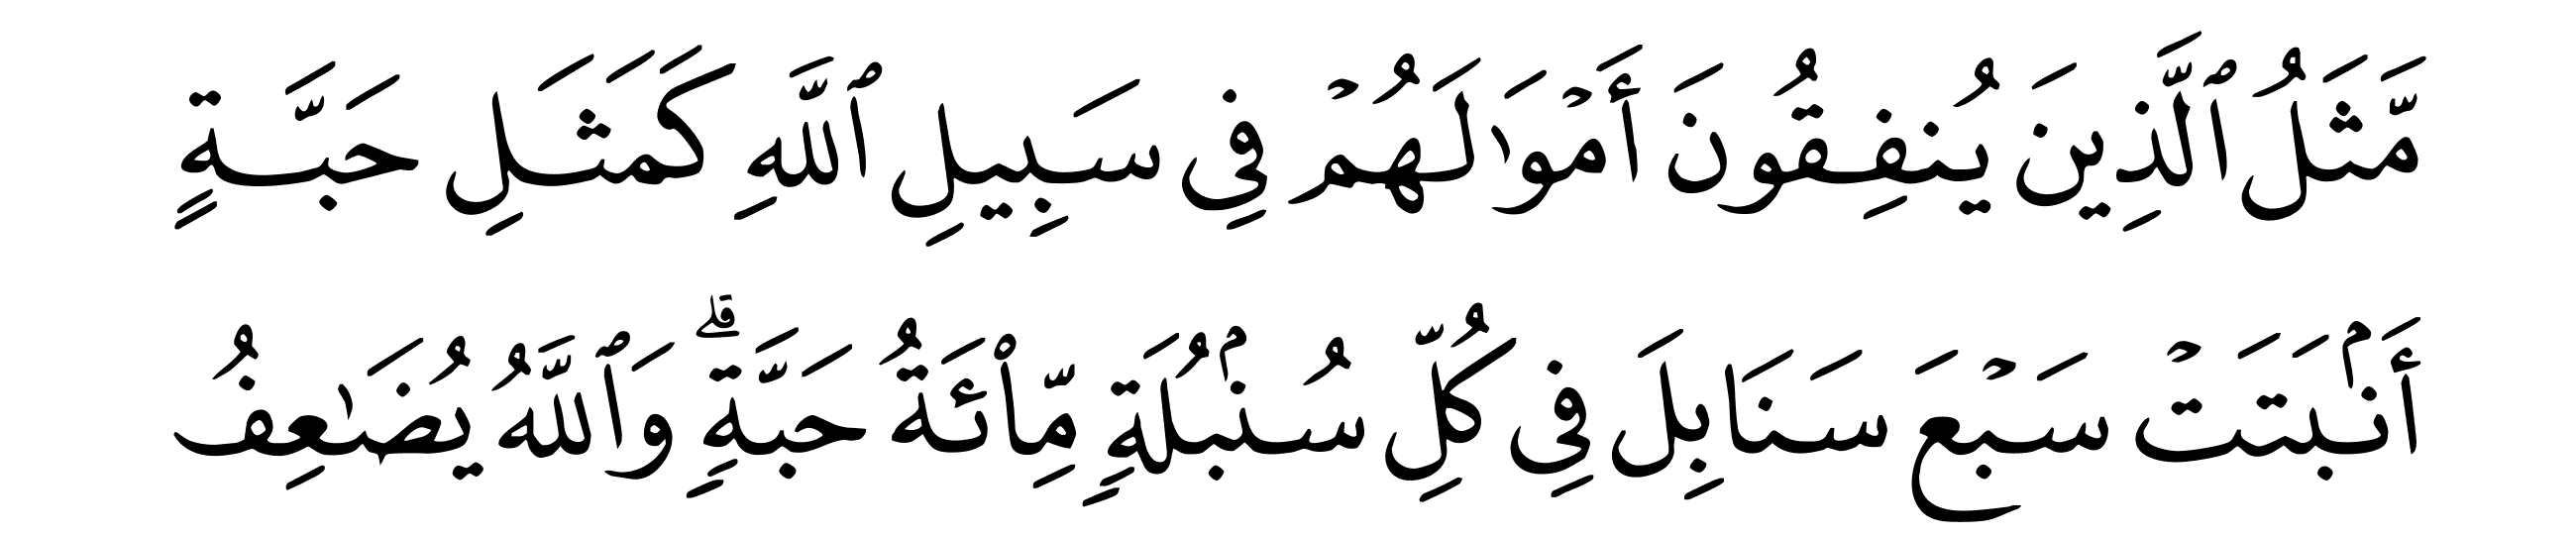 مَّثَلُ ٱلَّذِينَ يُنفِقُونَ أَمۡوَٰلَهُمۡ فِي سَبِيلِ ٱللَّهِ كَمَثَلِ حَبَّةٍ
أَنۢبَتَتۡ سَبۡعَ سَنَابِلَ فِي كُلِّ سُنۢبُلَةٖ مِّاْئَةُ حَبَّةٖۗ وَٱللَّهُ يُضَٰعِفُ